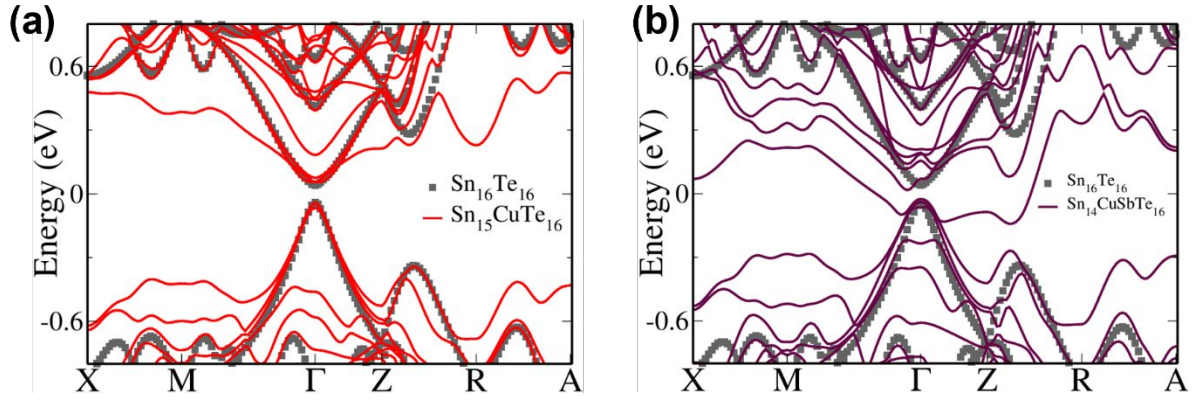 (a)
Energy (eV)
0.6
0
-0.6
Sn₁₆Te₁₆
Sn₁₅CuTe₁₆
X M Γ Z R A
(b)
Energy (eV)
0.6
0
-0.6
Sn₁₆Te₁₆
Sn₁₄CuSbTe₁₆
X M Γ Z R A